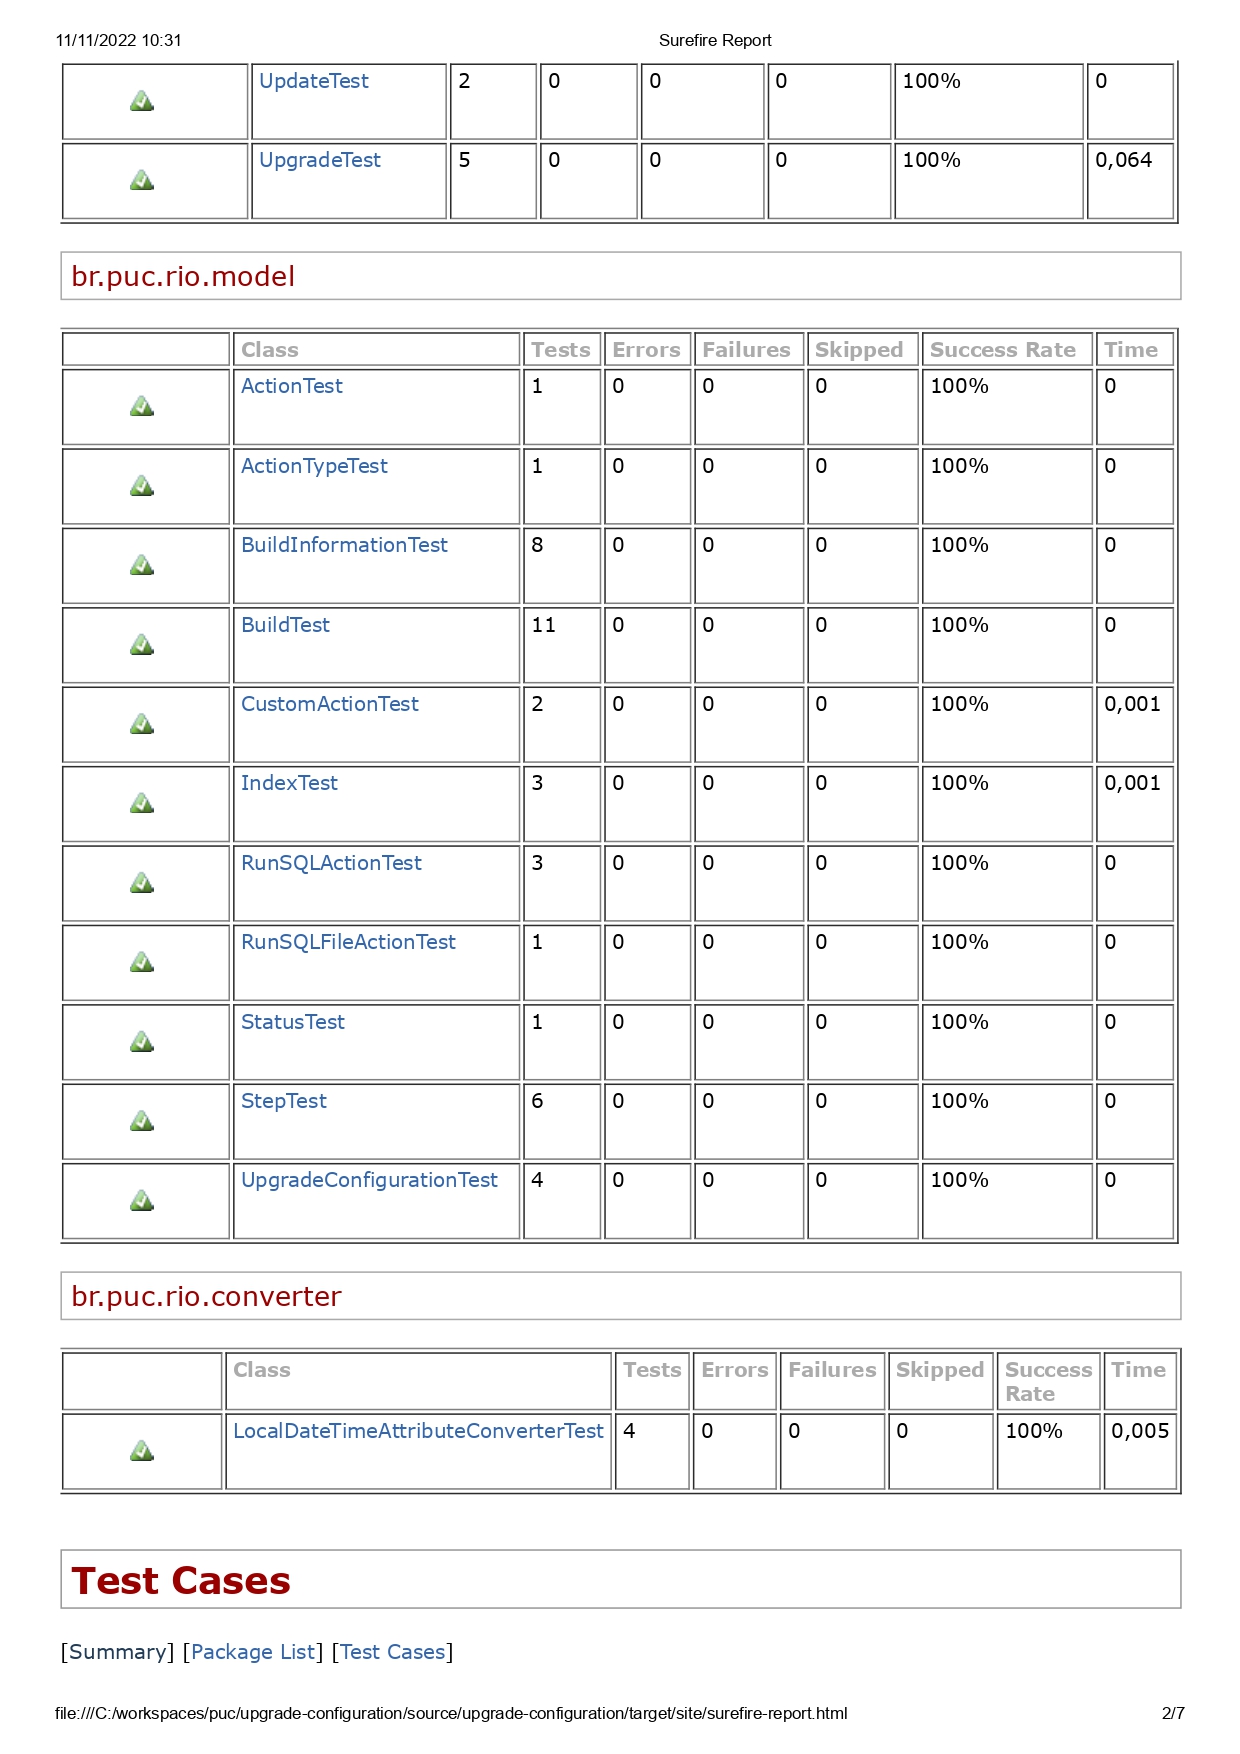 11/11/2022 10:31 Surefire Report
UpdateTest 2 0 0 0 100% 0
UpgradeTest 5 0 0 0 100% 0,064
br.puc.rio.model
Class Tests Errors Failures Skipped Success Rate Time
ActionTest 1 0 0 0 100% 0
ActionTypeTest 1 0 0 0 100% 0
BuildInformationTest 8 0 0 0 100% 0
BuildTest 11 0 0 0 100% 0
CustomActionTest 2 0 0 0 100% 0,001
IndexTest 3 0 0 0 100% 0,001
RunSQLActionTest 3 0 0 0 100% 0
RunSQLFileActionTest 1 0 0 0 100% 0
StatusTest 1 0 0 0 100% 0
StepTest 6 0 0 0 100% 0
UpgradeConfigurationTest 4 0 0 0 100% 0
br.puc.rio.converter
Class Tests Errors Failures Skipped Success Time
Rate
LocalDateTimeAttributeConverterTest 4 0 0 0 100% 0,005
Test Cases
[Summary] [Package List] [Test Cases]
file:///C:/workspaces/puc/upgrade-configuration/source/upgrade-configuration/target/site/surefire-report.html 2/7